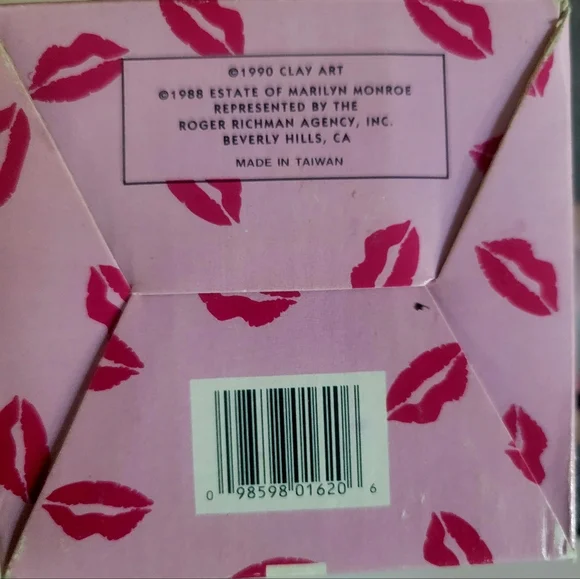 ©1990 CLAY ART
©1988 ESTATE OF MARILYN MONROE
REPRESENTED BY THE
ROGER RICHMAN AGENCY, INC.
BEVERLY HILLS, CA
MADE IN TAIWAN
0 98598 01620 6